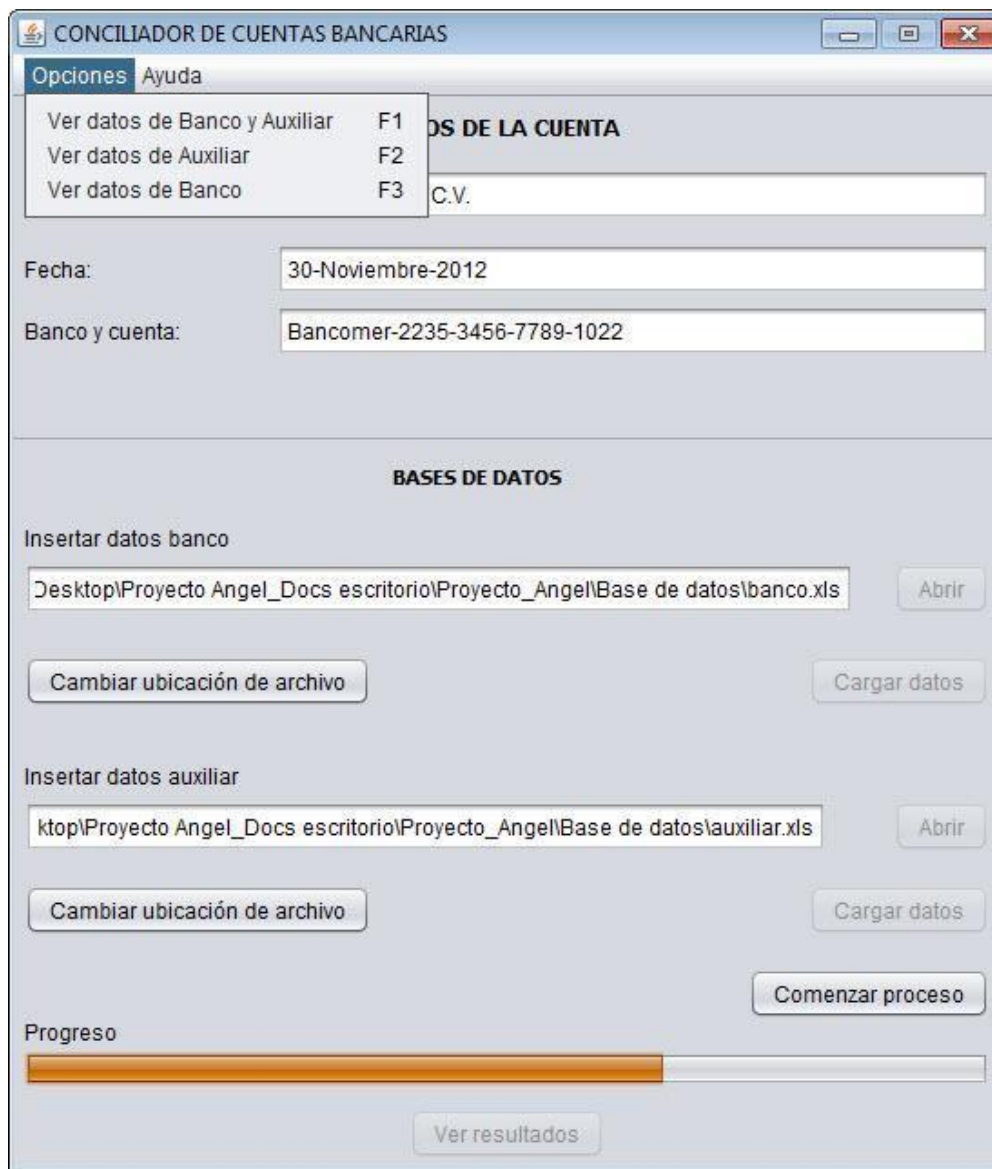 CONCILIADOR DE CUENTAS BANCARIAS
Opciones Ayuda
Ver datos de Banco y Auxiliar F1
Ver datos de Auxiliar F2
Ver datos de Banco F3
OS DE LA CUENTA
C.V.
Fecha: 30-Noviembre-2012
Banco y cuenta: Bancomer-2235-3456-7789-1022
BASES DE DATOS
Insertar datos banco
Desktop\Proyecto Angel_Docs escritorio\Proyecto_Angel\Base de datos\banco.xls Abrir
Cambiar ubicación de archivo Cargar datos
Insertar datos auxiliar
ktop\Proyecto Angel_Docs escritorio\Proyecto_Angel\Base de datos\auxiliar.xls Abrir
Cambiar ubicación de archivo Cargar datos
Comenzar proceso
Progreso
Ver resultados